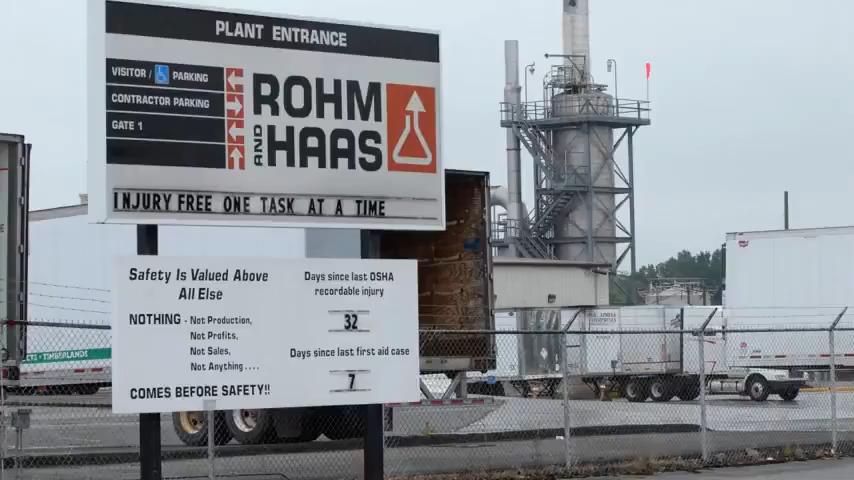 PLANT ENTRANCE
VISITOR / PARKING
CONTRACTOR PARKING
GATE 1
ROHM
AND
HAAS
INJURY FREE ONE TASK AT A TIME
Safety Is Valued Above
All Else
NOTHING - Not Production,
Not Profits,
Not Sales,
Not Anything....
COMES BEFORE SAFETY!!
Days since last OSHA
recordable injury
32
Days since last first aid case
7
TIMBERLANDS